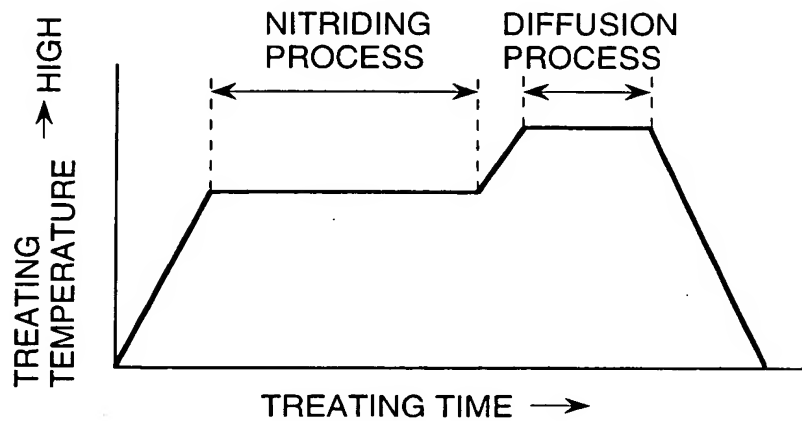 NITRIDING
PROCESS
DIFFUSION
PROCESS
TREATING
TEMPERATURE → HIGH
TREATING TIME →